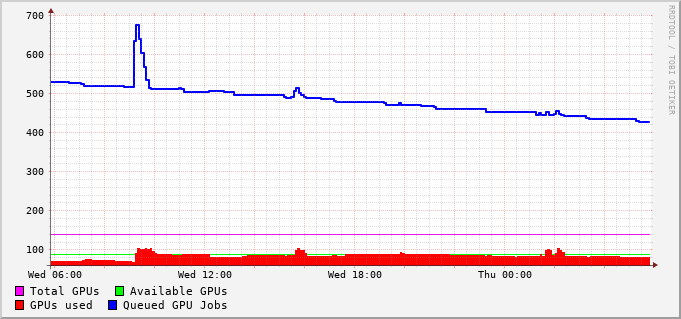 700
600
500
400
300
200
100
Wed 06:00 Wed 12:00 Wed 18:00 Thu 00:00
Total GPUs Available GPUs
GPUs used Queued GPU Jobs
RRDTOOL / TOBI OETIKER